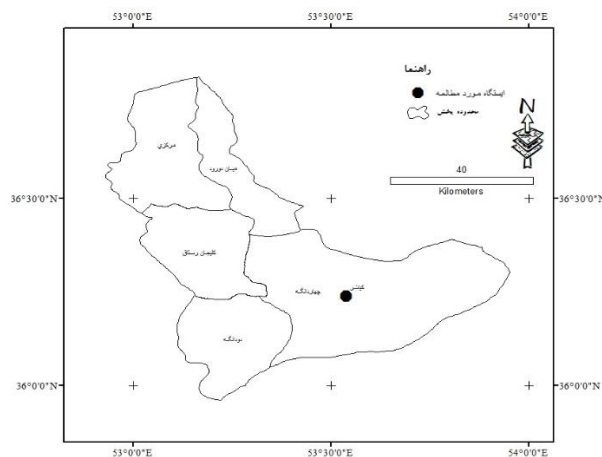 53°0'0"E
53°30'0"E
54°0'0"E
راهنما
ایستگاه مورد مطالعه
محدوده بخش
N
40
Kilometers
مرکزی
میان دورود
36°30'0"N
36°30'0"N
کلیجان رستاق
چهاردانگه
کیاسر
دودانگه
36°0'0"N
36°0'0"N
53°0'0"E
53°30'0"E
54°0'0"E